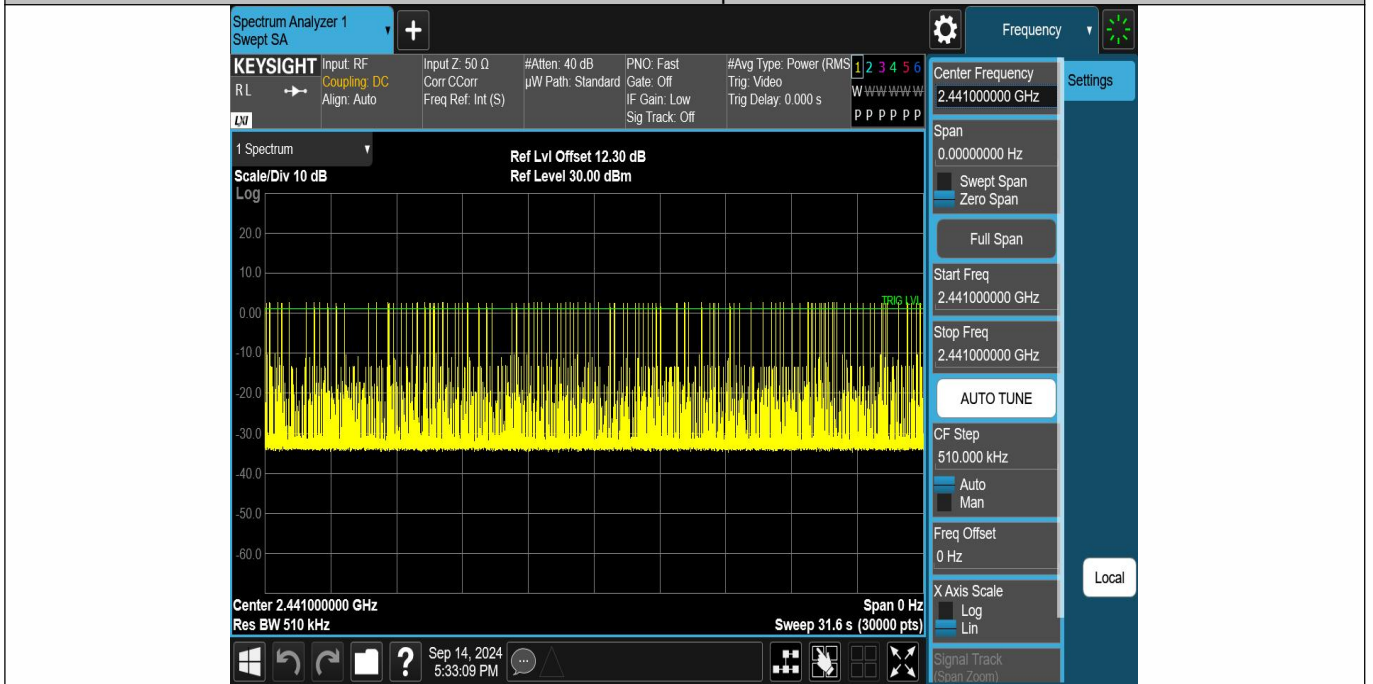 Spectrum Analyzer 1
Swept SA
+
Frequency
KEYSIGHT
RL
LXI
Input: RF
Coupling: DC
Align: Auto
Input Z: 50 Ω
Corr CCorr
Freq Ref: Int (S)
#Atten: 40 dB
µW Path: Standard
PNO: Fast
Gate: Off
IF Gain: Low
Sig Track: Off
#Avg Type: Power (RMS
Trig: Video
Trig Delay: 0.000 s
1 2 3 4 5 6
W W W W W W
P P P P P P
Center Frequency
2.441000000 GHz
Settings
Span
0.00000000 Hz
Swept Span
Zero Span
Full Span
Start Freq
2.441000000 GHz
Stop Freq
2.441000000 GHz
AUTO TUNE
CF Step
510.000 kHz
Auto
Man
Freq Offset
0 Hz
X Axis Scale
Log
Lin
Signal Track
(Span Zoom)
Local
1 Spectrum
Scale/Div 10 dB
Ref Lvl Offset 12.30 dB
Ref Level 30.00 dBm
Log
20.0
10.0
0.00
-10.0
-20.0
-30.0
-40.0
-50.0
-60.0
TRIG LVL
Center 2.441000000 GHz
Res BW 510 kHz
Span 0 Hz
Sweep 31.6 s (30000 pts)
?
Sep 14, 2024
5:33:09 PM